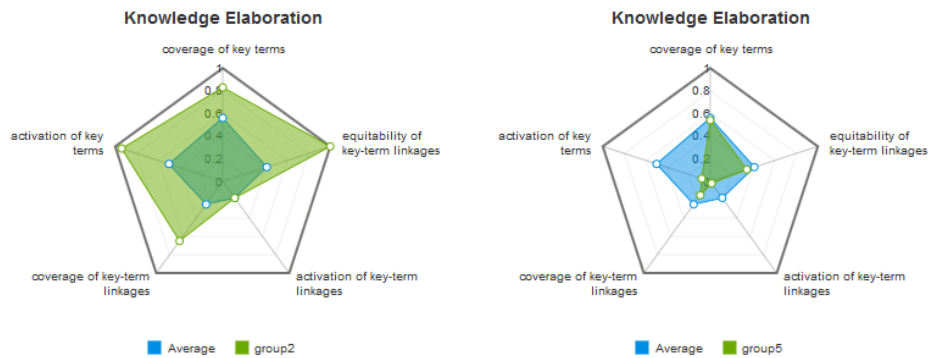 Knowledge Elaboration
coverage of key terms
1
0.8
0.6
0.4
0.2
0
activation of key
terms
equitability of
key-term linkages
coverage of key-term
linkages
activation of key-term
linkages
Average
group2
Knowledge Elaboration
coverage of key terms
1
0.8
0.6
0.4
0.2
0
activation of key
terms
equitability of
key-term linkages
coverage of key-term
linkages
activation of key-term
linkages
Average
group5